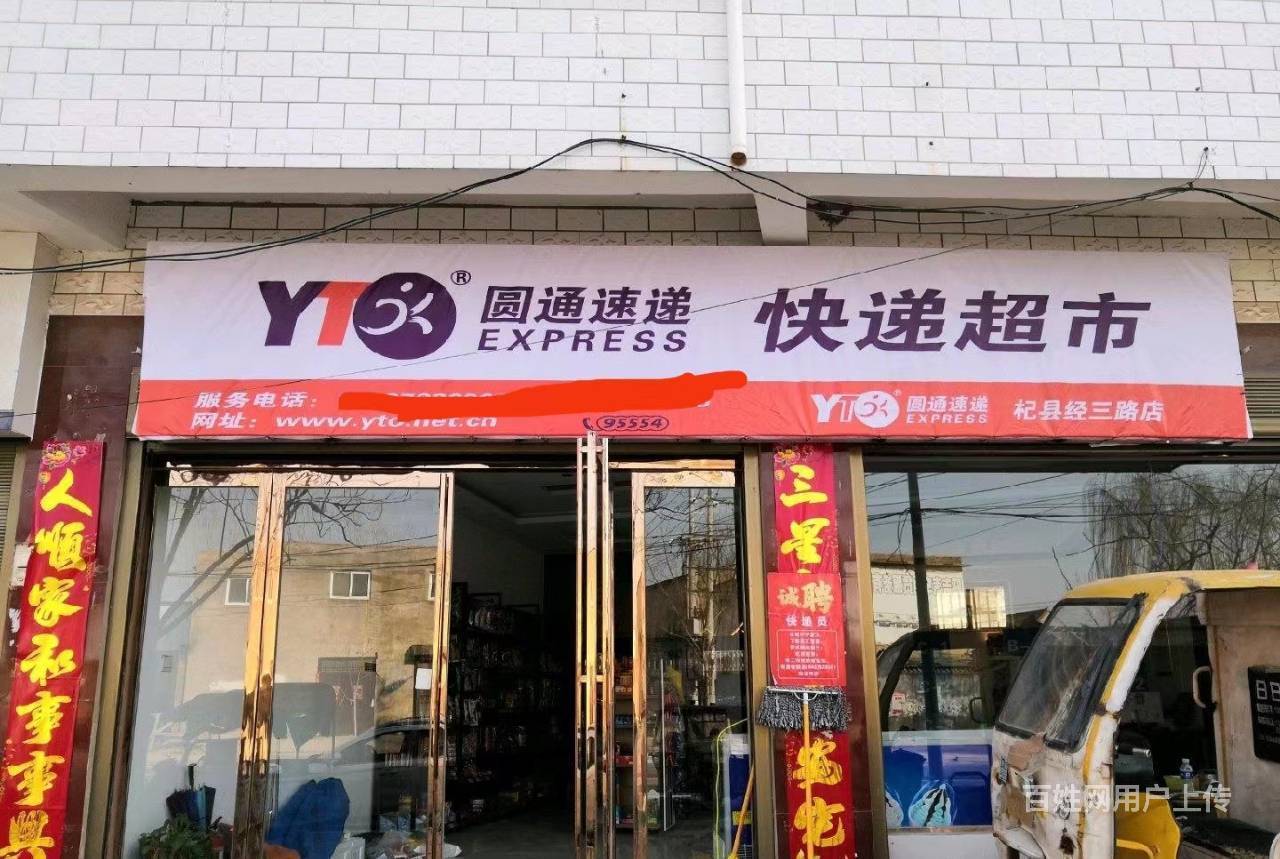 YTO® 圆通速递 快递超市
EXPRESS
服务电话：
网址：www.yto.net.cn
95554
YTO® 圆通速递 杞县经三路店
EXPRESS
人顺家和事事兴
三星
诚聘
快递员
百姓网用户上传